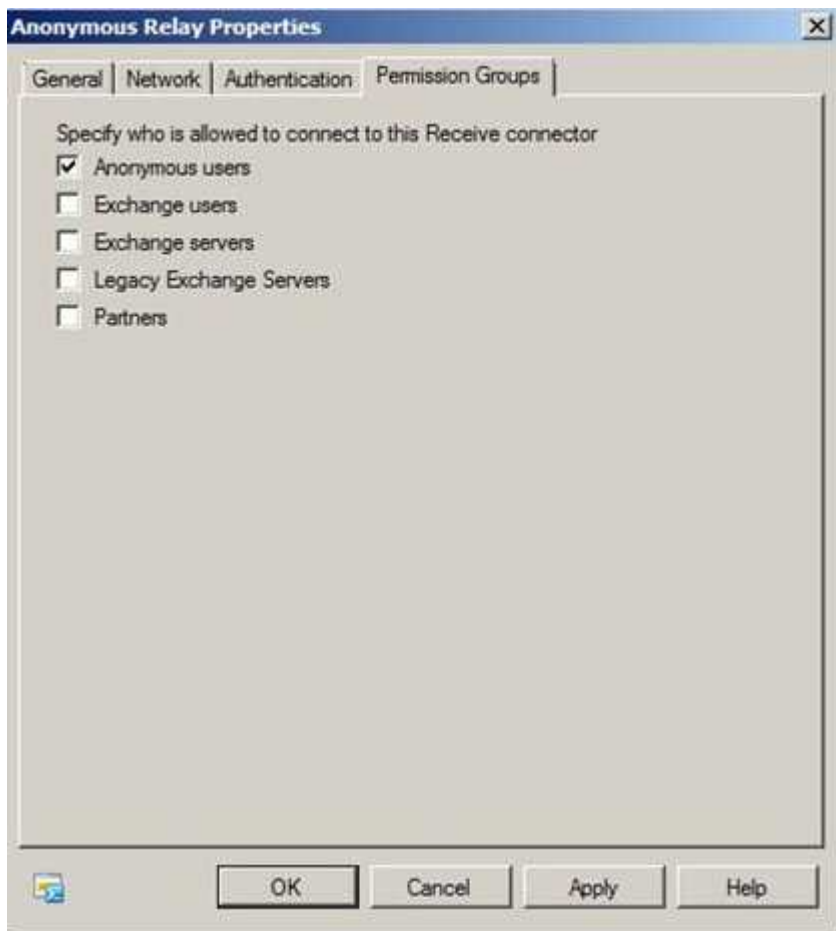 Anonymous Relay Properties
General Network Authentication Permission Groups
Specify who is allowed to connect to this Receive connector
Anonymous users
Exchange users
Exchange servers
Legacy Exchange Servers
Partners
OK Cancel Apply Help